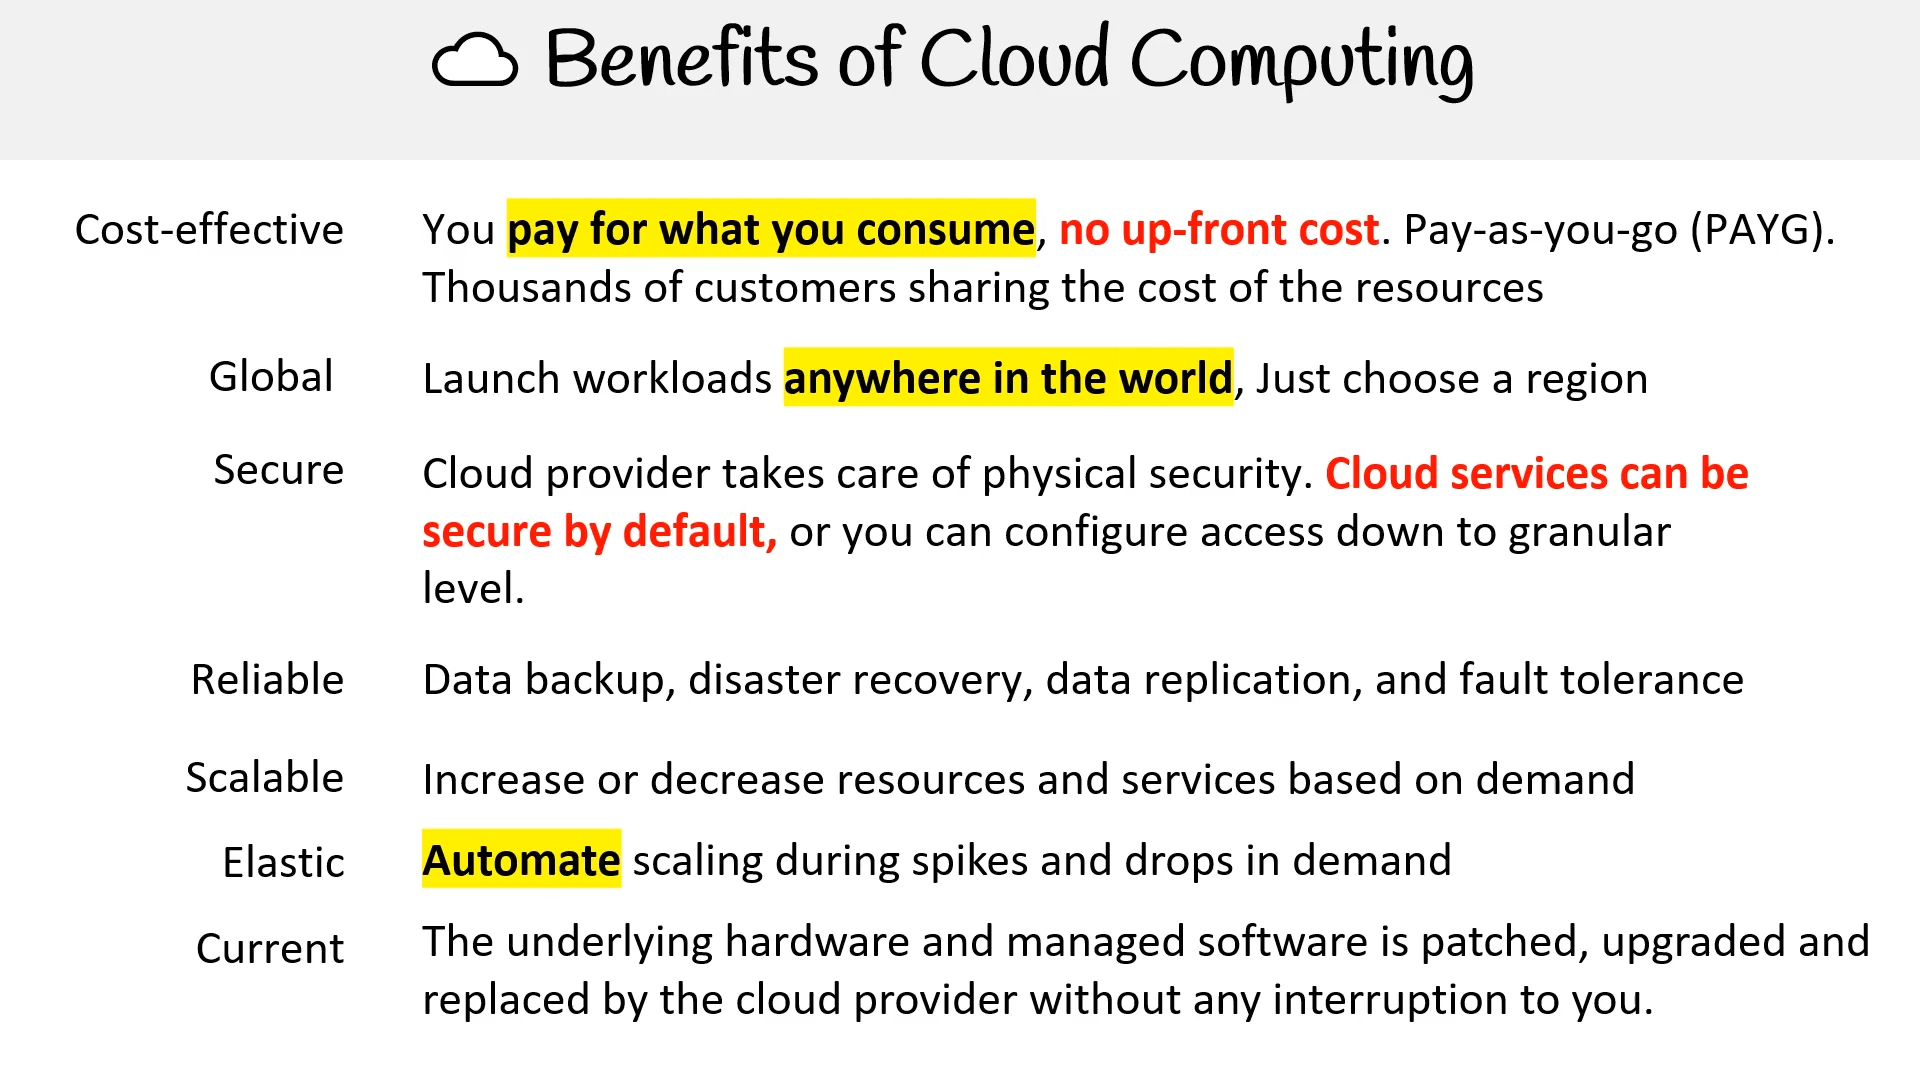 Benefits of Cloud Computing
Cost-effective
You pay for what you consume, no up-front cost. Pay-as-you-go (PAYG).
Thousands of customers sharing the cost of the resources
Global
Launch workloads anywhere in the world, Just choose a region
Secure
Cloud provider takes care of physical security. Cloud services can be
secure by default, or you can configure access down to granular
level.
Reliable
Data backup, disaster recovery, data replication, and fault tolerance
Scalable
Increase or decrease resources and services based on demand
Elastic
Automate scaling during spikes and drops in demand
Current
The underlying hardware and managed software is patched, upgraded and
replaced by the cloud provider without any interruption to you.